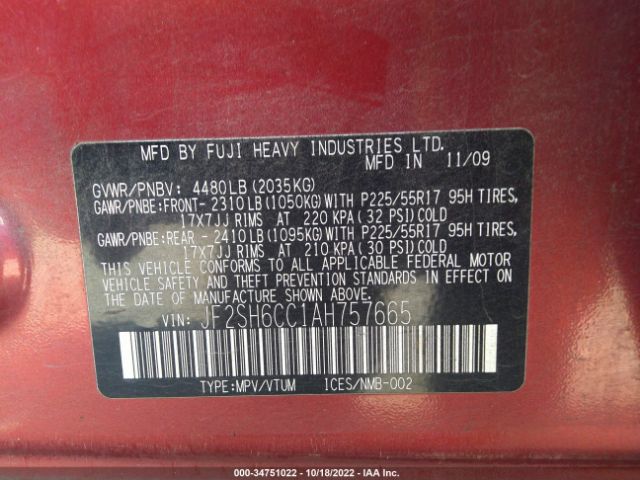 MFD BY FUJI HEAVY INDUSTRIES LTD.
MFD IN 11/09
GVWR/PNBV: 4480LB(2035KG)
GAWR/PNBE:FRONT-2310LB(1050KG)WITH P225/55R17 95H TIRES,
17X7JJ RIMS AT 220 KPA(32 PSI)COLD
GAWR/PNBE:REAR -2410LB(1095KG)WITH P225/55R17 95H TIRES,
17X7JJ RIMS AT 210 KPA(30 PSI)COLD
THIS VEHICLE CONFORMS TO ALL APPLICABLE FEDERAL MOTOR
VEHICLE SAFETY AND THEFT PREVENTION STANDARDS IN EFFECT
ON THE DATE OF MANUFACTURE SHOWN ABOVE.
VIN: JF2SH6CC1AH757665
TYPE:MPV/VTUM ICES/NMB-002
000-34751022 | 10/18/2022 - IAA Inc.